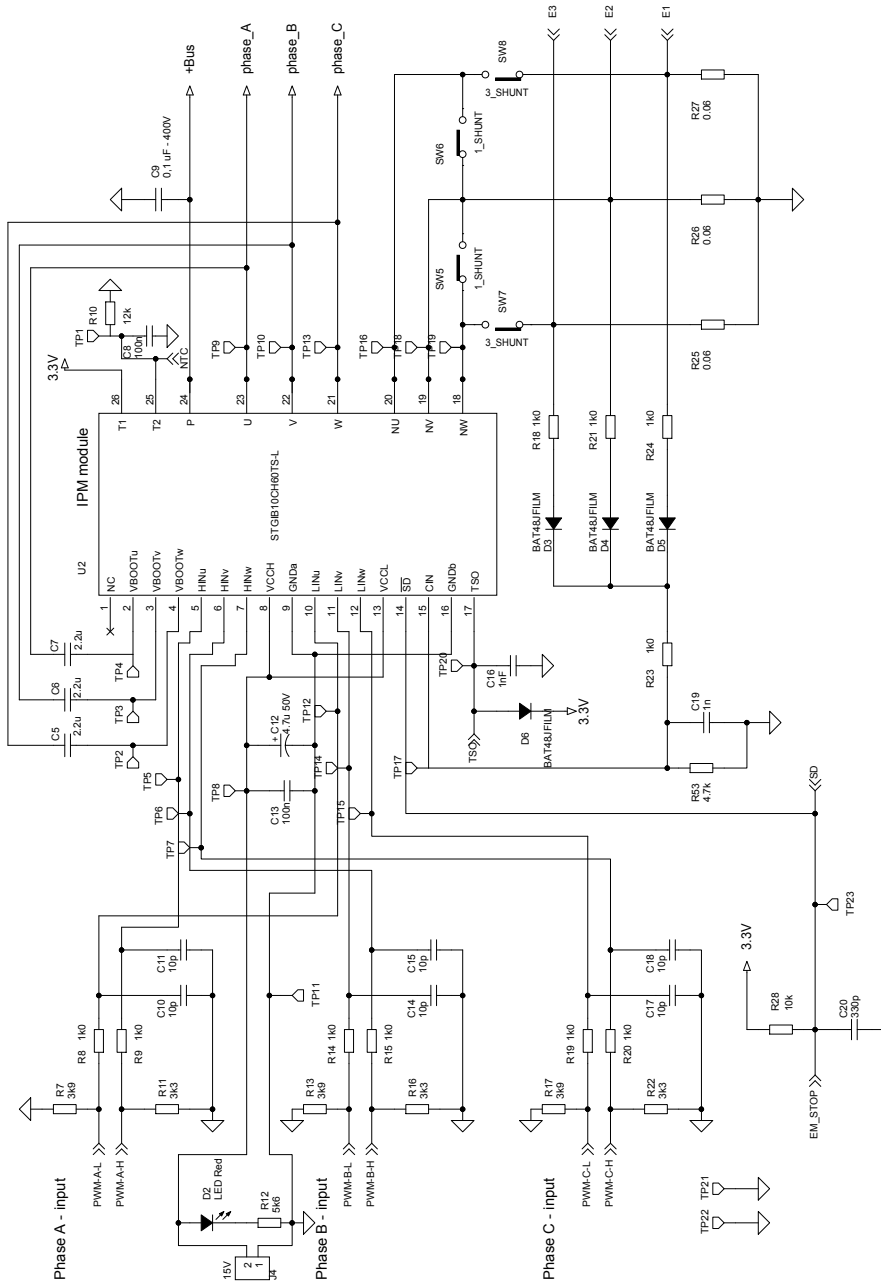 E3
E2
E1
+Bus
phase_A
phase_B
phase_C
SW8
3_SHUNT
SW6
1_SHUNT
SW5
1_SHUNT
SW7
3_SHUNT
R27
0.06
R26
0.06
R25
0.06
C9
0,1 uF - 400V
R10
12k
TP1
C8
100n
NTC
3.3V
TP9
TP10
TP13
TP16
TP18
TP19
26
25
24
23
22
21
20
19
18
T1
T2
P
U
V
W
NU
NV
NW
IPM module
STGIB10CH60TS-L
U2
NC
VBOOTu
VBOOTv
VBOOTw
HINu
HINv
HINw
VCCH
GNDa
LINu
LINv
LINw
VCCL
SD
CIN
GNDb
TSO
1
2
3
4
5
6
7
8
9
10
11
12
13
14
15
16
17
R18 1k0
R21 1k0
R24 1k0
BAT48JFILM
D3
BAT48JFILM
D4
BAT48JFILM
D5
R23 1k0
C7
2.2u
C6
2.2u
C5
2.2u
TP4
TP3
TP2
TP5
TP6
TP7
TP8
C13
100n
+ C12
4.7u 50V
TP12
TP14
TP15
TP20
C16
1nF
TSO
D6
BAT48JFILM
3.3V
TP17
C19
1n
R53
4.7k
SD
TP23
3.3V
R28
10k
C20
330p
EM_STOP
Phase A - input
R7
3k9
R8 1k0
R9 1k0
R11
3k3
C10
10p
C11
10p
PWM-A-L
PWM-A-H
D2
LED Red
R12
5k6
15V
2
1
J4
TP11
Phase B - input
R13
3k9
R14 1k0
R15 1k0
R16
3k3
C14
10p
C15
10p
PWM-B-L
PWM-B-H
Phase C - input
R17
3k9
R19 1k0
R20 1k0
R22
3k3
C17
10p
C18
10p
PWM-C-L
PWM-C-H
TP22
TP21